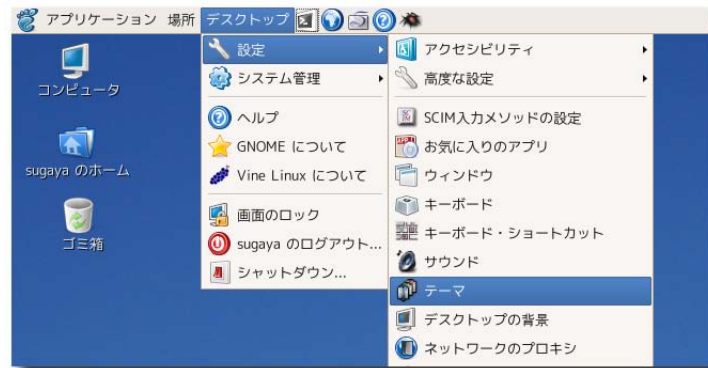 アプリケーション 場所 デスクトップ
コンピュータ
sugaya のホーム
ゴミ箱
設定
システム管理
ヘルプ
GNOME について
Vine Linux について
画面のロック
sugaya のログアウト...
シャットダウン...
アクセシビリティ
高度な設定
SCIM入力メソッドの設定
お気に入りのアプリ
ウィンドウ
キーボード
キーボード・ショートカット
サウンド
テーマ
デスクトップの背景
ネットワークのプロキシ